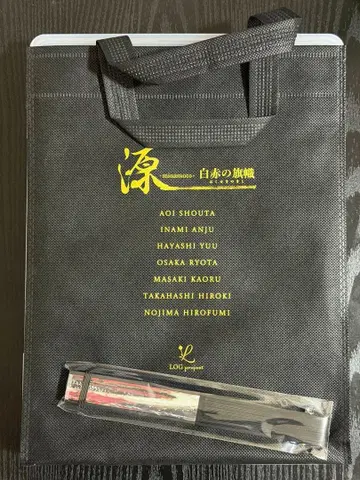 源 -minamoto- 白赤の旗幟
AOI SHOUTA
INAMI ANJU
HAYASHI YUU
OSAKA RYOTA
MASAKI KAORU
TAKAHASHI HIROKI
NOJIMA HIROFUMI
LOG project